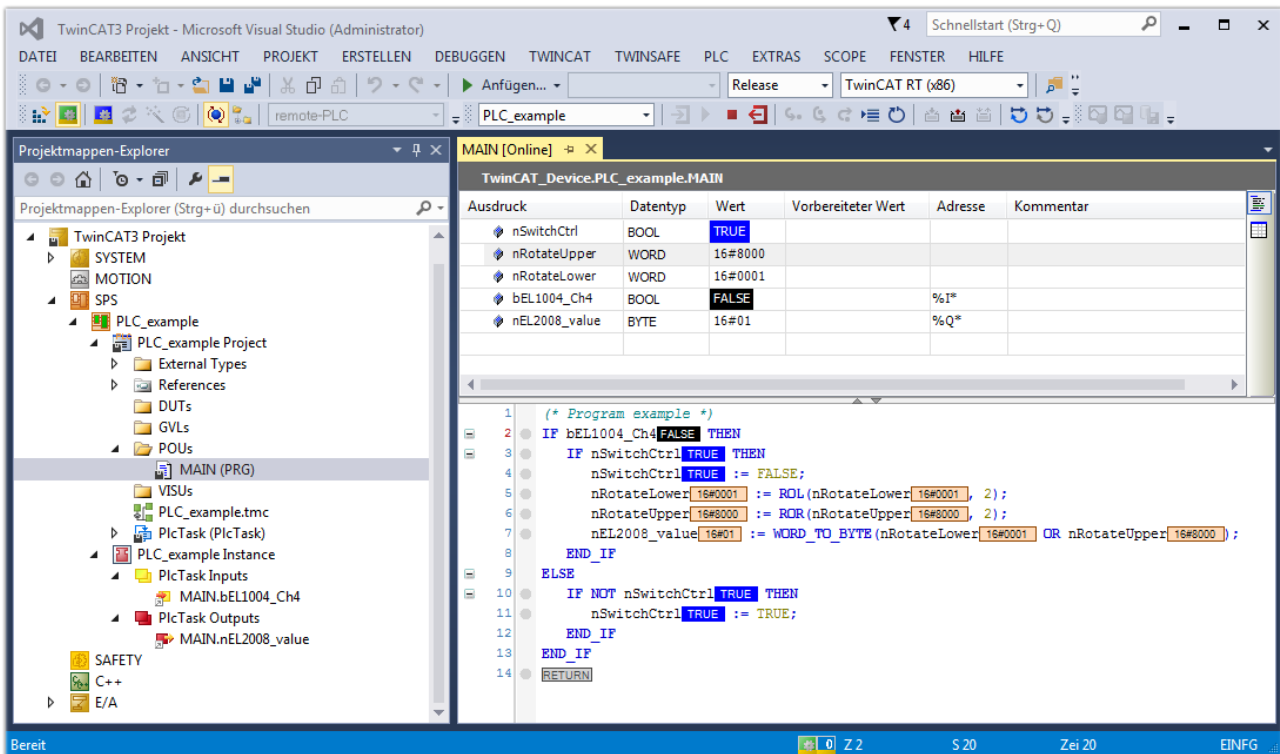 TwinCAT3 Projekt - Microsoft Visual Studio (Administrator) 4 Schnellstart (Strg+Q)
DATEI BEARBEITEN ANSICHT PROJEKT ERSTELLEN DEBUGGEN TWINCAT TWINSAFE PLC EXTRAS SCOPE FENSTER HILFE
Anfügen... Release TwinCAT RT (x86)
remote-PLC PLC_example
Projektmappen-Explorer
Projektmappen-Explorer (Strg+ü) durchsuchen
TwinCAT3 Projekt
SYSTEM
MOTION
SPS
PLC_example
PLC_example Project
External Types
References
DUTs
GVLs
POUs
MAIN (PRG)
VISUs
PLC_example.tmc
PlcTask (PlcTask)
PLC_example Instance
PlcTask Inputs
MAIN.bEL1004_Ch4
PlcTask Outputs
MAIN.nEL2008_value
SAFETY
C++
E/A
MAIN [Online]
TwinCAT_Device.PLC_example.MAIN
Ausdruck Datentyp Wert Vorbereiteter Wert Adresse Kommentar
nSwitchCtrl BOOL TRUE
nRotateUpper WORD 16#8000
nRotateLower WORD 16#0001
bEL1004_Ch4 BOOL FALSE %I*
nEL2008_value BYTE 16#01 %Q*
1 (* Program example *)
2 IF bEL1004_Ch4 FALSE THEN
3 IF nSwitchCtrl TRUE THEN
4 nSwitchCtrl TRUE := FALSE;
5 nRotateLower 16#0001 := ROL(nRotateLower 16#0001 , 2);
6 nRotateUpper 16#8000 := ROR(nRotateUpper 16#8000 , 2);
7 nEL2008_value 16#01 := WORD_TO_BYTE(nRotateLower 16#0001 OR nRotateUpper 16#8000 );
8 END_IF
9 ELSE
10 IF NOT nSwitchCtrl TRUE THEN
11 nSwitchCtrl TRUE := TRUE;
12 END_IF
13 END_IF
14 RETURN
Bereit 0 Z 2 S 20 Zei 20 EINFG